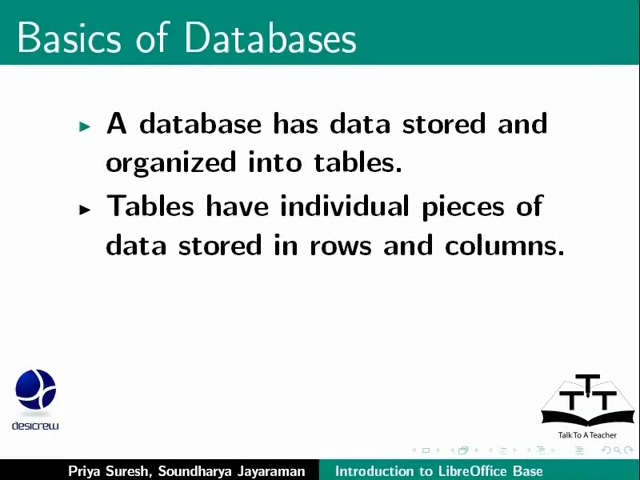 Basics of Databases
A database has data stored and
organized into tables.
Tables have individual pieces of
data stored in rows and columns.
desicrew
T T T
Talk To A Teacher
Priya Suresh, Soundharya Jayaraman
Introduction to LibreOffice Base